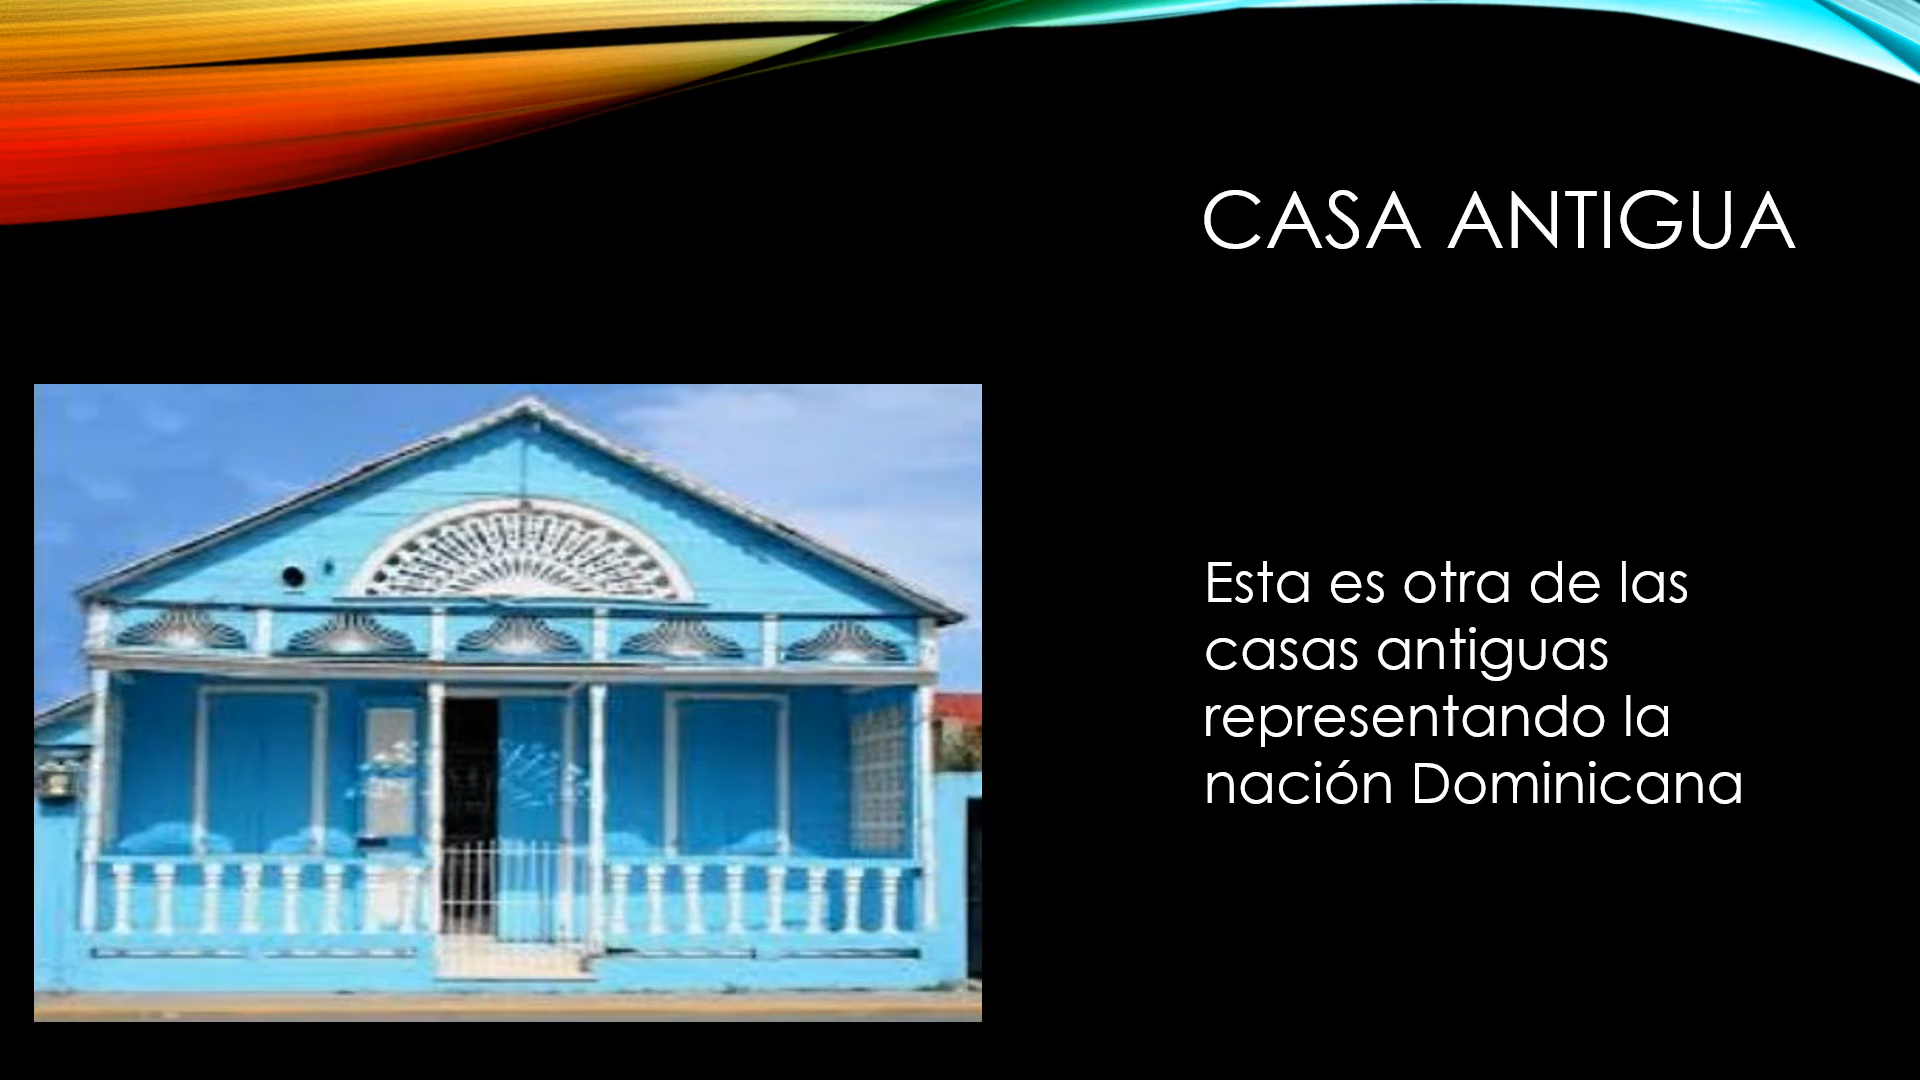 CASA ANTIGUA
Esta es otra de las
casas antiguas
representando la
nación Dominicana